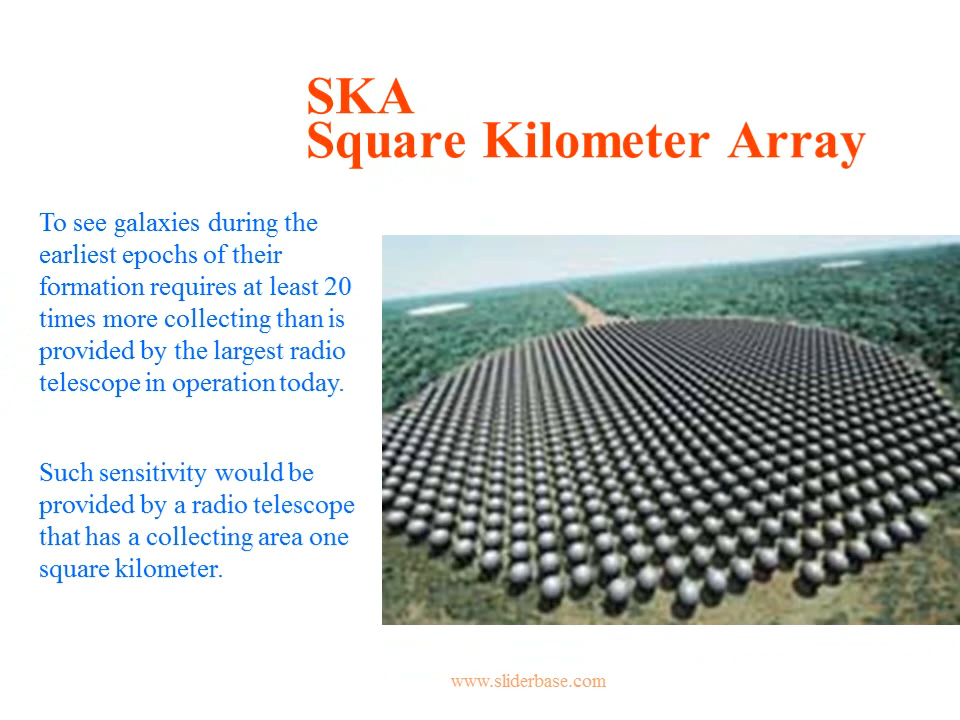 SKA
Square Kilometer Array
To see galaxies during the
earliest epochs of their
formation requires at least 20
times more collecting than is
provided by the largest radio
telescope in operation today.
Such sensitivity would be
provided by a radio telescope
that has a collecting area one
square kilometer.
www.sliderbase.com